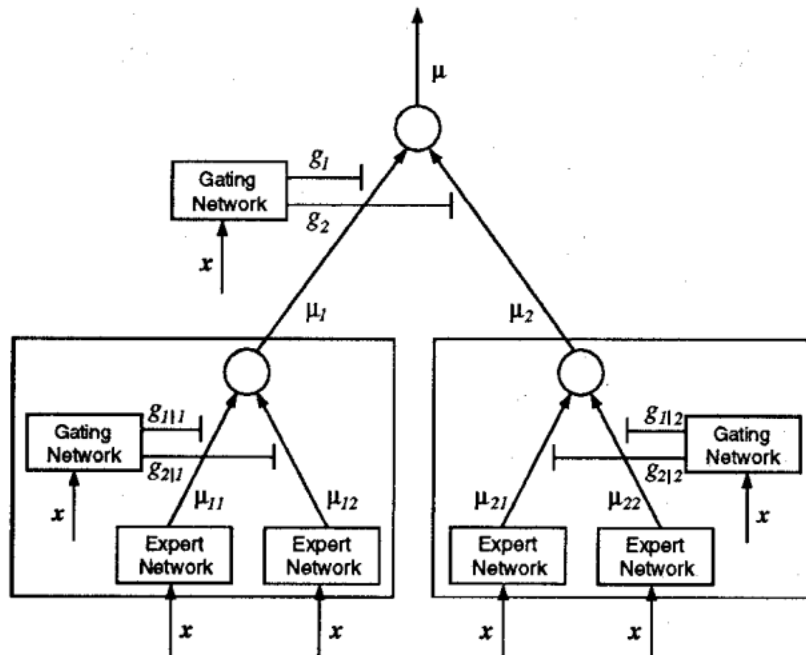 μ
g1
Gating
Network
g2
x
μ1
μ2
g1|1
Gating
Network
g2|1
x
g1|2
Gating
Network
g2|2
x
μ11
μ12
μ21
μ22
Expert
Network
Expert
Network
Expert
Network
Expert
Network
x
x
x
x